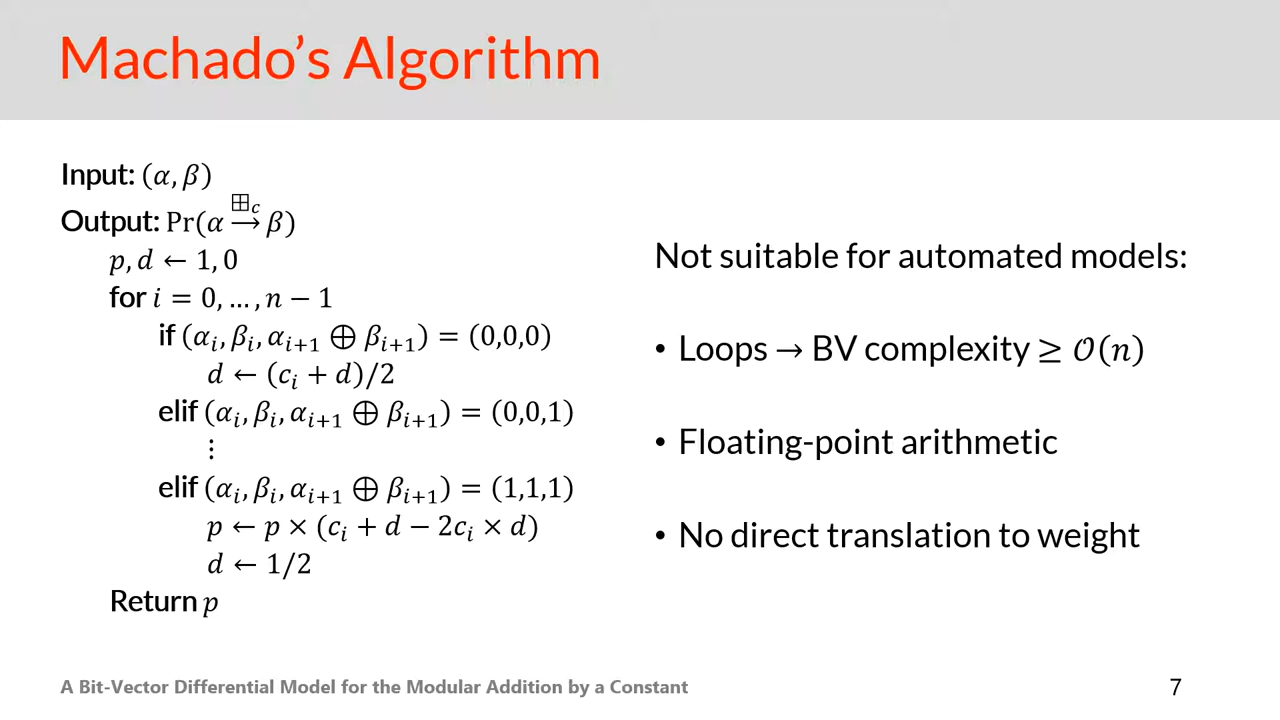 Machado's Algorithm
Input: (α, β)
Output: Pr(α ⊞c→ β)
p, d ← 1,0
for i = 0, … , n − 1
if (αᵢ, βᵢ, αᵢ₊₁ ⊕ βᵢ₊₁) = (0,0,0)
d ← (cᵢ + d)/2
elif (αᵢ, βᵢ, αᵢ₊₁ ⊕ βᵢ₊₁) = (0,0,1)
⋮
elif (αᵢ, βᵢ, αᵢ₊₁ ⊕ βᵢ₊₁) = (1,1,1)
p ← p × (cᵢ + d − 2cᵢ × d)
d ← 1/2
Return p
Not suitable for automated models:
• Loops → BV complexity ≥ 𝒪(n)
• Floating-point arithmetic
• No direct translation to weight
A Bit-Vector Differential Model for the Modular Addition by a Constant
7